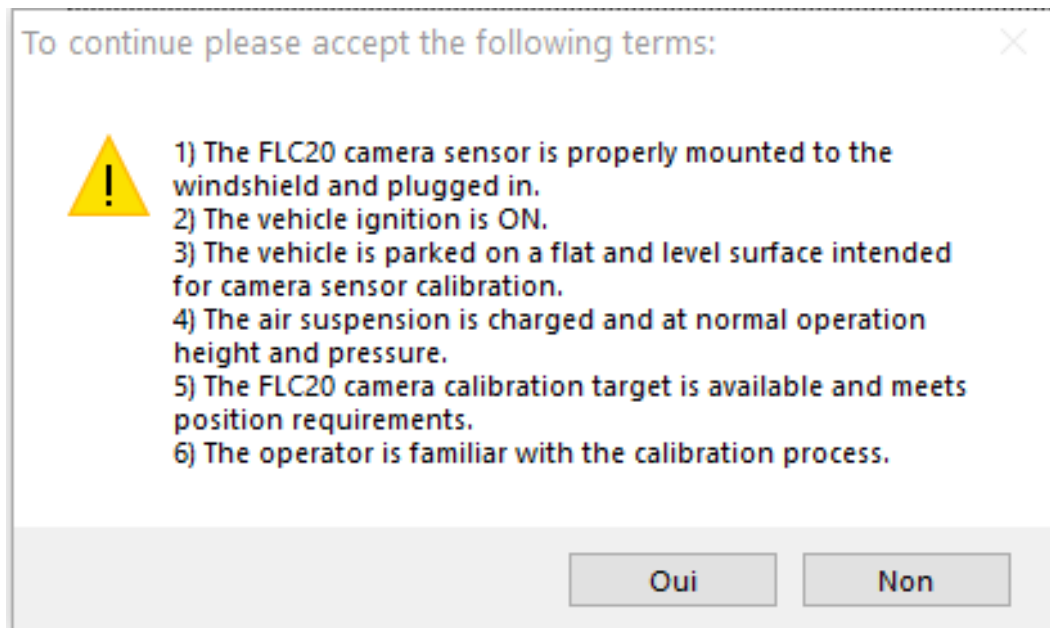 To continue please accept the following terms:
1) The FLC20 camera sensor is properly mounted to the
windshield and plugged in.
2) The vehicle ignition is ON.
3) The vehicle is parked on a flat and level surface intended
for camera sensor calibration.
4) The air suspension is charged and at normal operation
height and pressure.
5) The FLC20 camera calibration target is available and meets
position requirements.
6) The operator is familiar with the calibration process.
Oui Non